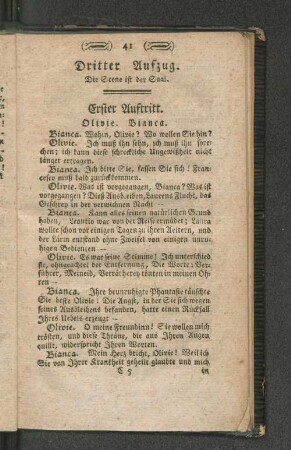 41
Dritter Aufzug.
Die Scene ist der Saal.
Erster Auftritt.
Olivie. Bianca.
Bianca. Wohin, Olivie? Wo wollen Sie hin?
Olivie. Ich muß ihn sehn, ich muß ihn spre-
chen; ich kann diese schreckliche Ungewißheit nicht
länger ertragen.
Bianca. Ich bitte Sie, fassen Sie sich! Fran-
cesco muß bald zurückkommen.
Olivie. Was ist vorgegangen, Bianca? Was ist
vorgegangen? Dieß Ausbleiben, Laurens Flucht, das
Geschrey in der verwichnen Nacht —
Bianca. Kann alles seinen natürlichen Grund
haben, Leontio war von der Reise müde; Laura
wollte schon vor einigen Tagen zu ihren Aeltern, und
der Lärm entstand ohne Zweifel von einigen unru-
higen Bedienten —
Olivie. Es war seine Stimme! Ich unterschied
sie, ohngeachtet der Entfernung, Die Worte: Ver-
führer, Meineid, Verrätherey tönten in meinen Oh-
ren —
Bianca. Ihre beunruhigte Phantasie täuschte
Sie, beste Olivie! Die Angst, in der Sie sich wegen
seines Ausbleibens befanden, hatte einen Rückfall
Ihres Uebels erzeugt —
Olivie. O meine Freundinn! Sie wollen mich
trösten, und diese Thräne, die aus Ihren Augen
quillt, widerspricht Ihren Worten.
Bianca. Mein Herz bricht, Olivie! Weil ich
Sie von Ihrer Krankheit geheilt glaubte und mich
C 5
in